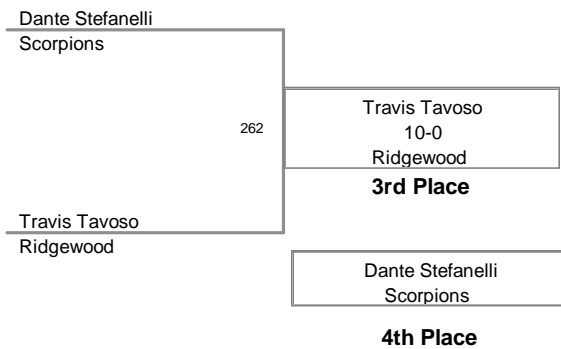 Dante Stefanelli
Scorpions
262
Travis Tavoso
10-0
Ridgewood
3rd Place
Travis Tavoso
Ridgewood
Dante Stefanelli
Scorpions
4th Place